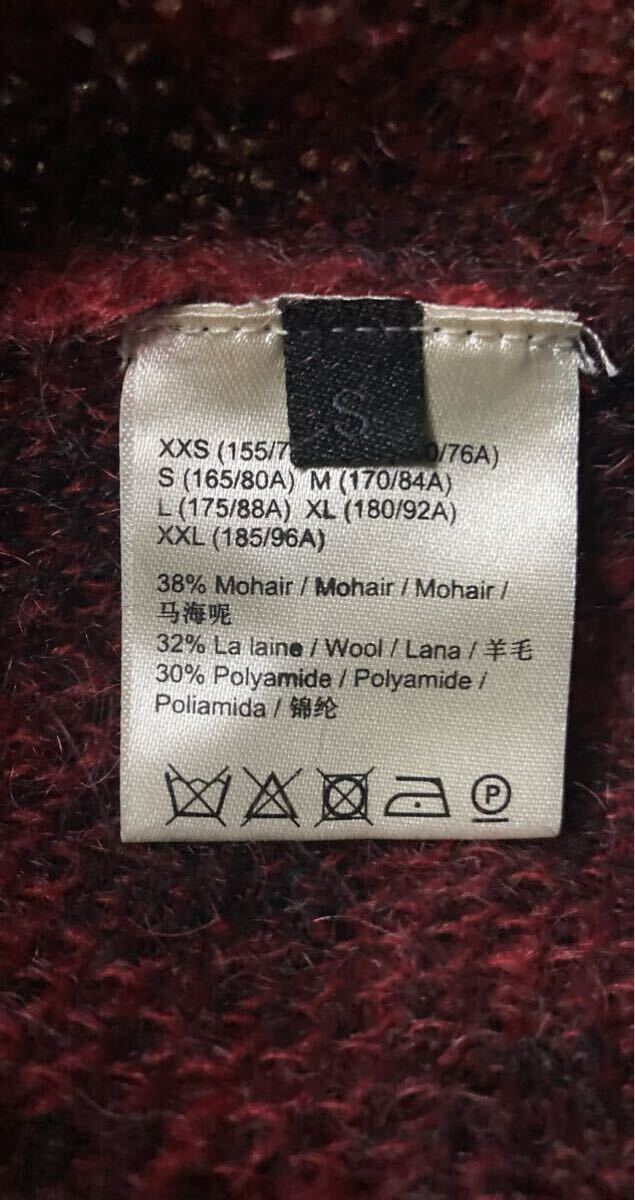 S
XXS (155/7 0/76A)
S (165/80A) M (170/84A)
L (175/88A) XL (180/92A)
XXL (185/96A)
38% Mohair / Mohair / Mohair /
马海呢
32% La laine / Wool / Lana / 羊毛
30% Polyamide / Polyamide /
Poliamida / 锦纶
P